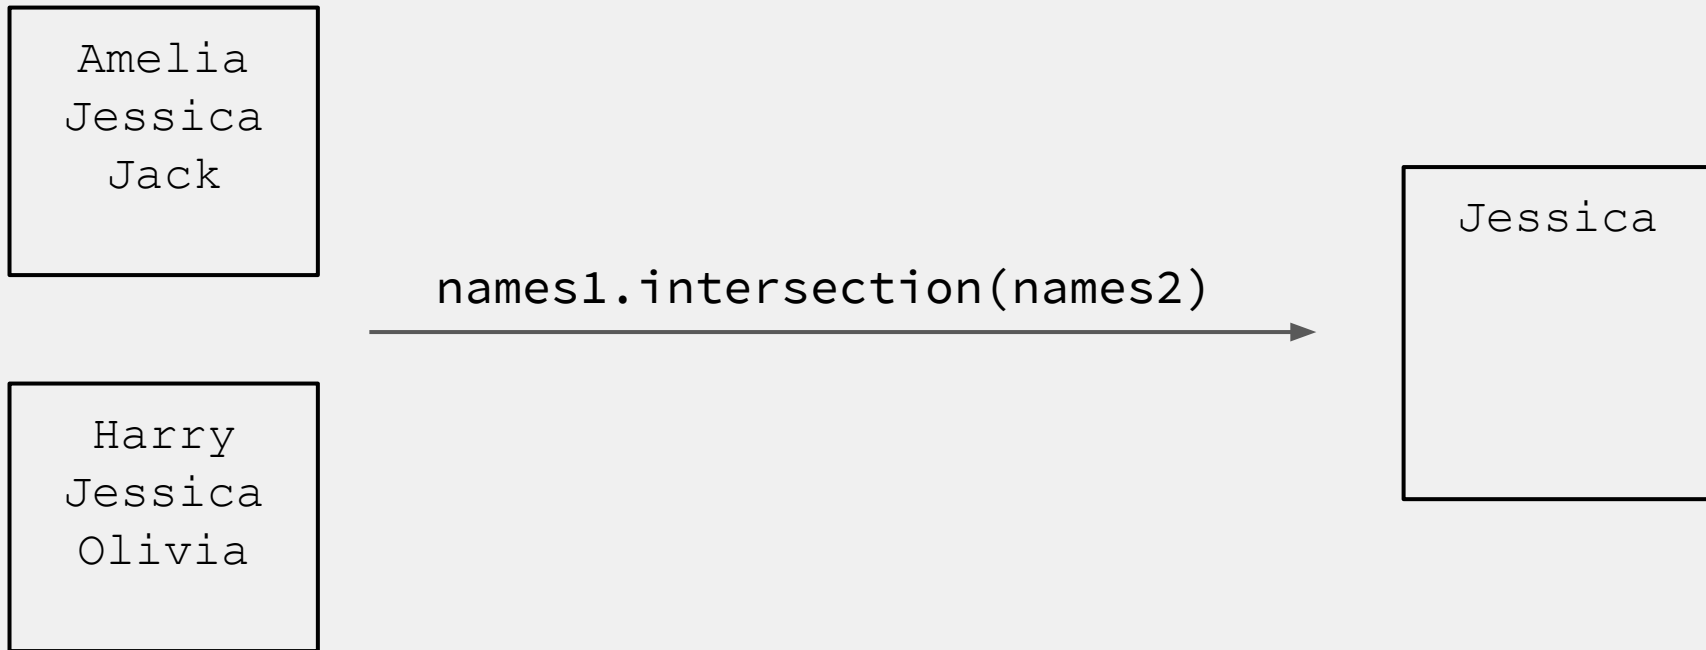 Amelia
Jessica
Jack
Harry
Jessica
Olivia
names1.intersection(names2)
Jessica